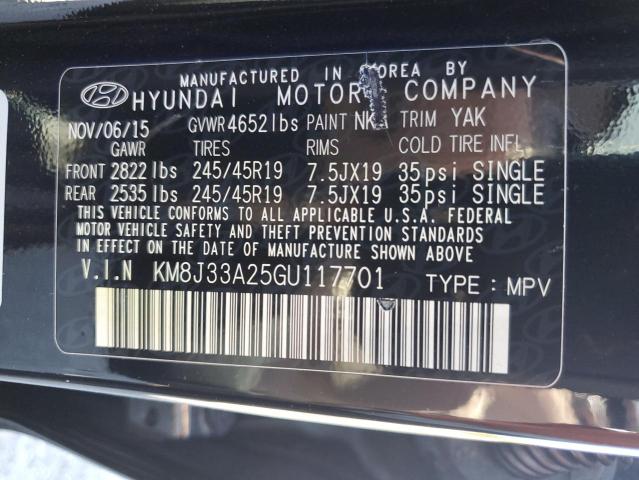 MANUFACTURED IN KOREA BY
HYUNDAI MOTOR COMPANY
NOV/06/15 GVWR 4652lbs PAINT TRIM YAK
GAWR TIRES RIMS COLD TIRE INFL
FRONT 2822 lbs 245/45R19 7.5JX19 35psi SINGLE
REAR 2535 lbs 245/45R19 7.5JX19 35psi SINGLE
THIS VEHICLE CONFORMS TO ALL APPLICABLE U.S.A. FEDERAL
MOTOR VEHICLE SAFETY AND THEFT PREVENTION STANDARDS
IN EFFECT ON THE DATE OF MANUFACTURE SHOWN ABOVE.
V.I.N KM8J33A25GU117701 TYPE : MPV